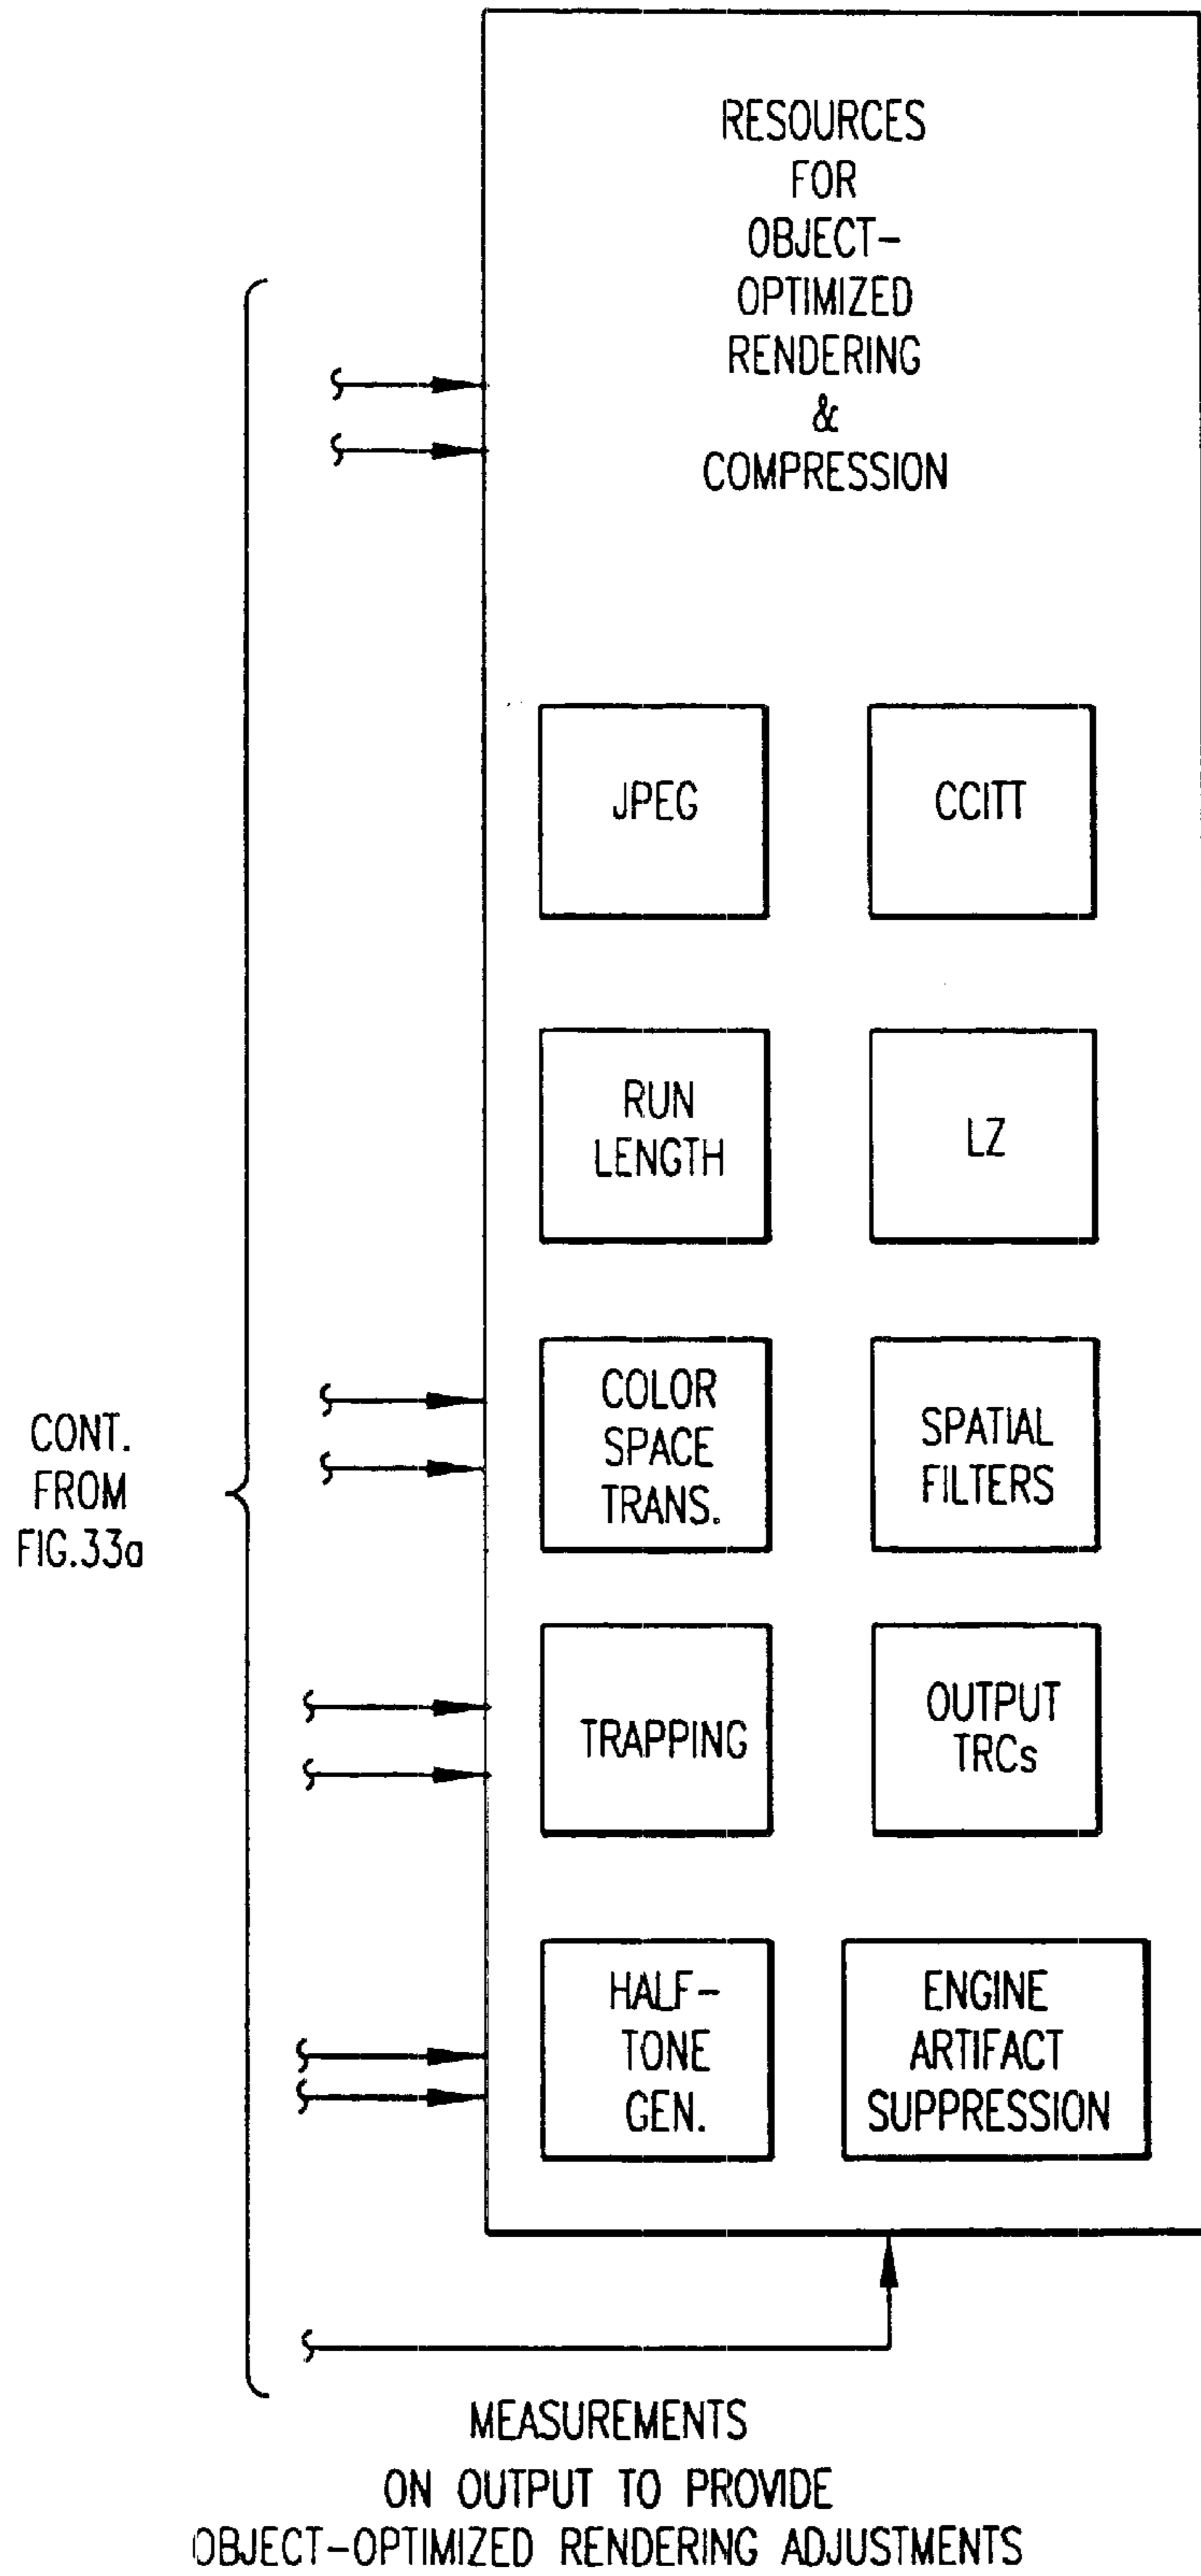 RESOURCES
FOR
OBJECT-
OPTIMIZED
RENDERING
&
COMPRESSION
JPEG
CCITT
RUN
LENGTH
LZ
COLOR
SPACE
TRANS.
SPATIAL
FILTERS
CONT.
FROM
FIG.33a
TRAPPING
OUTPUT
TRCs
HALF-
TONE
GEN.
ENGINE
ARTIFACT
SUPPRESSION
MEASUREMENTS
ON OUTPUT TO PROVIDE
OBJECT-OPTIMIZED RENDERING ADJUSTMENTS